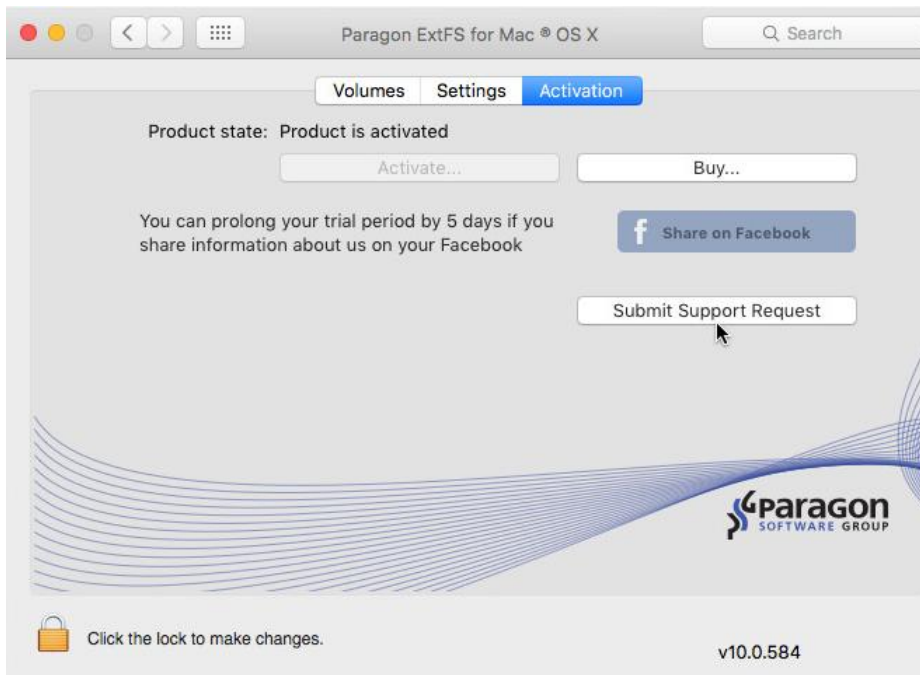 Paragon ExtFS for Mac ® OS X
Search
Volumes Settings Activation
Product state: Product is activated
Activate... Buy...
You can prolong your trial period by 5 days if you
share information about us on your Facebook
f Share on Facebook
Submit Support Request
Paragon
SOFTWARE GROUP
Click the lock to make changes.
v10.0.584